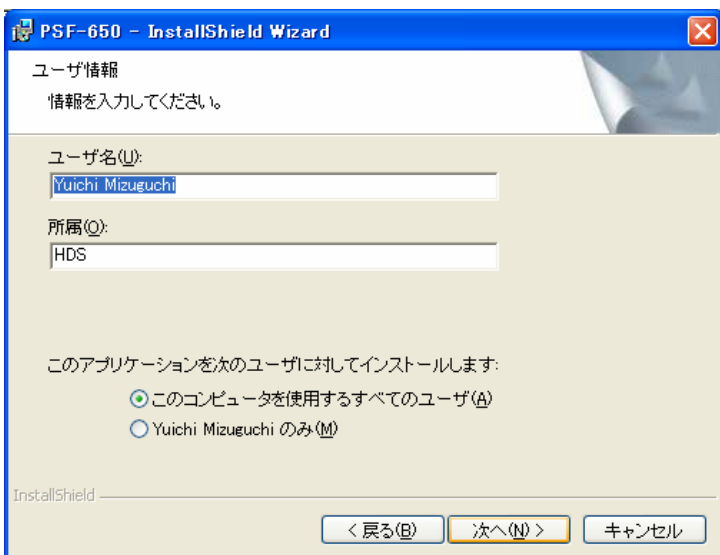 PSF-650 - InstallShield Wizard
ユーザ情報
情報を入力してください。
ユーザ名(U):
Yuichi Mizuguchi
所属(O):
HDS
このアプリケーションを次のユーザに対してインストールします:
このコンピュータを使用するすべてのユーザ(A)
Yuichi Mizuguchi のみ(M)
InstallShield
< 戻る(B) 次へ(N) > キャンセル